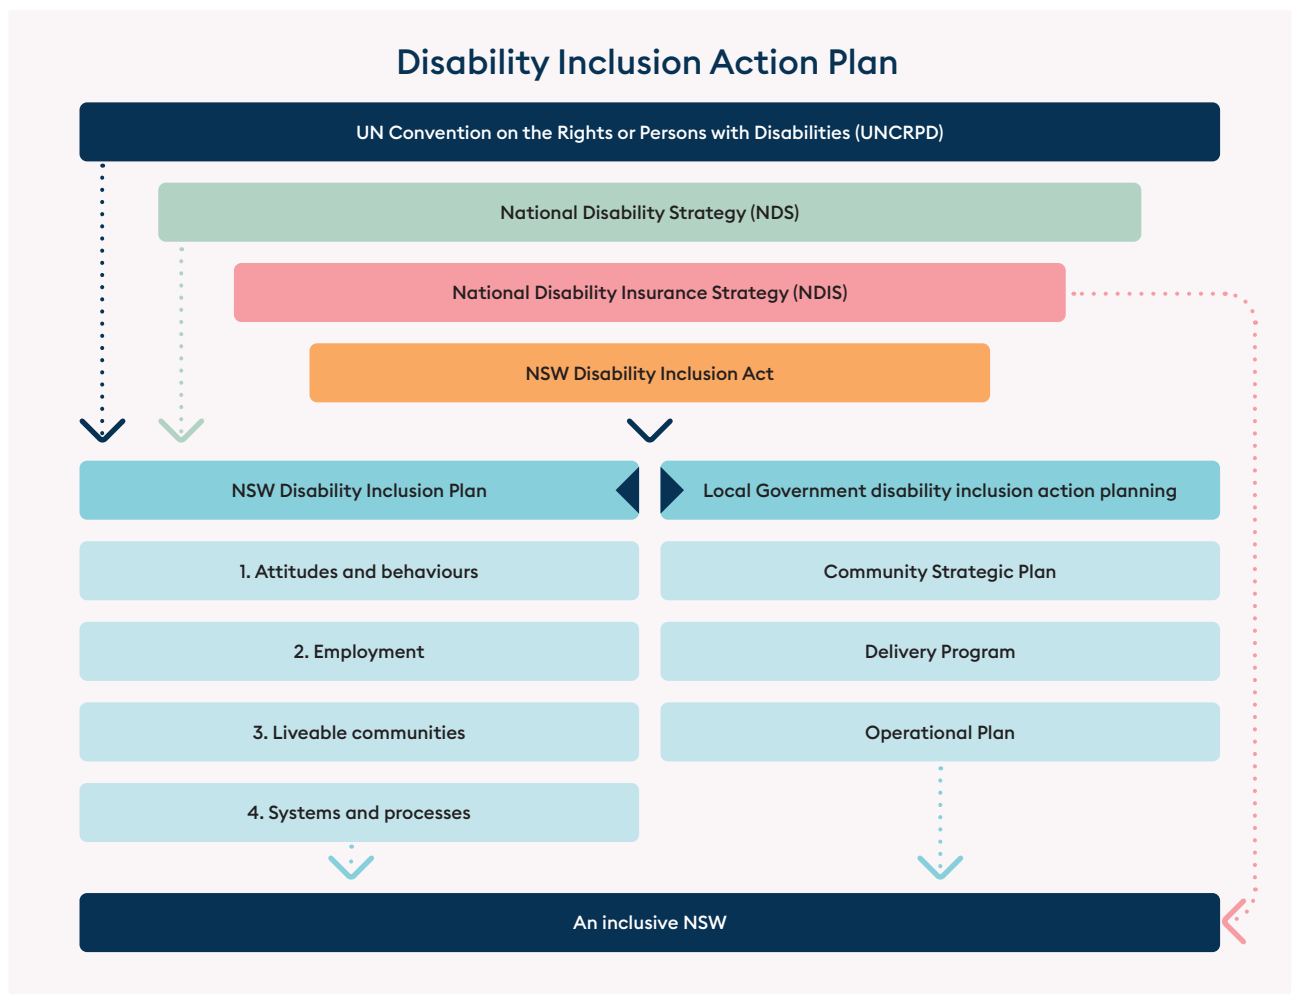 Disability Inclusion Action Plan
UN Convention on the Rights or Persons with Disabilities (UNCRPD)
National Disability Strategy (NDS)
National Disability Insurance Strategy (NDIS)
NSW Disability Inclusion Act
NSW Disability Inclusion Plan
Local Government disability inclusion action planning
1. Attitudes and behaviours
Community Strategic Plan
2. Employment
Delivery Program
3. Liveable communities
Operational Plan
4. Systems and processes
An inclusive NSW